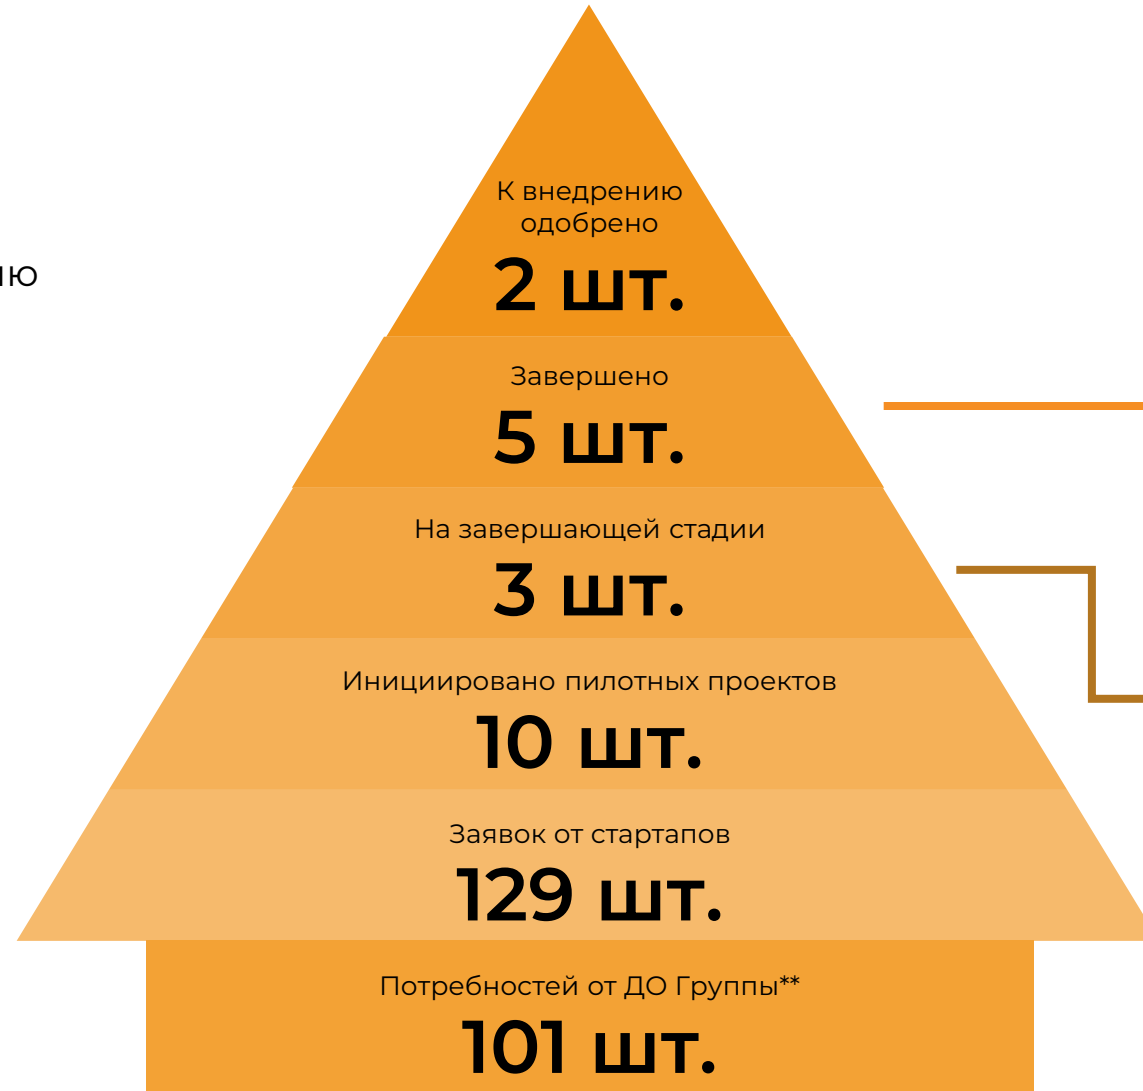 К внедрению
одобрено
2 шт.
Завершено
5 шт.
На завершающей стадии
3 шт.
Инициировано пилотных проектов
10 шт.
Заявок от стартапов
129 шт.
Потребностей от ДО Группы**
101 шт.